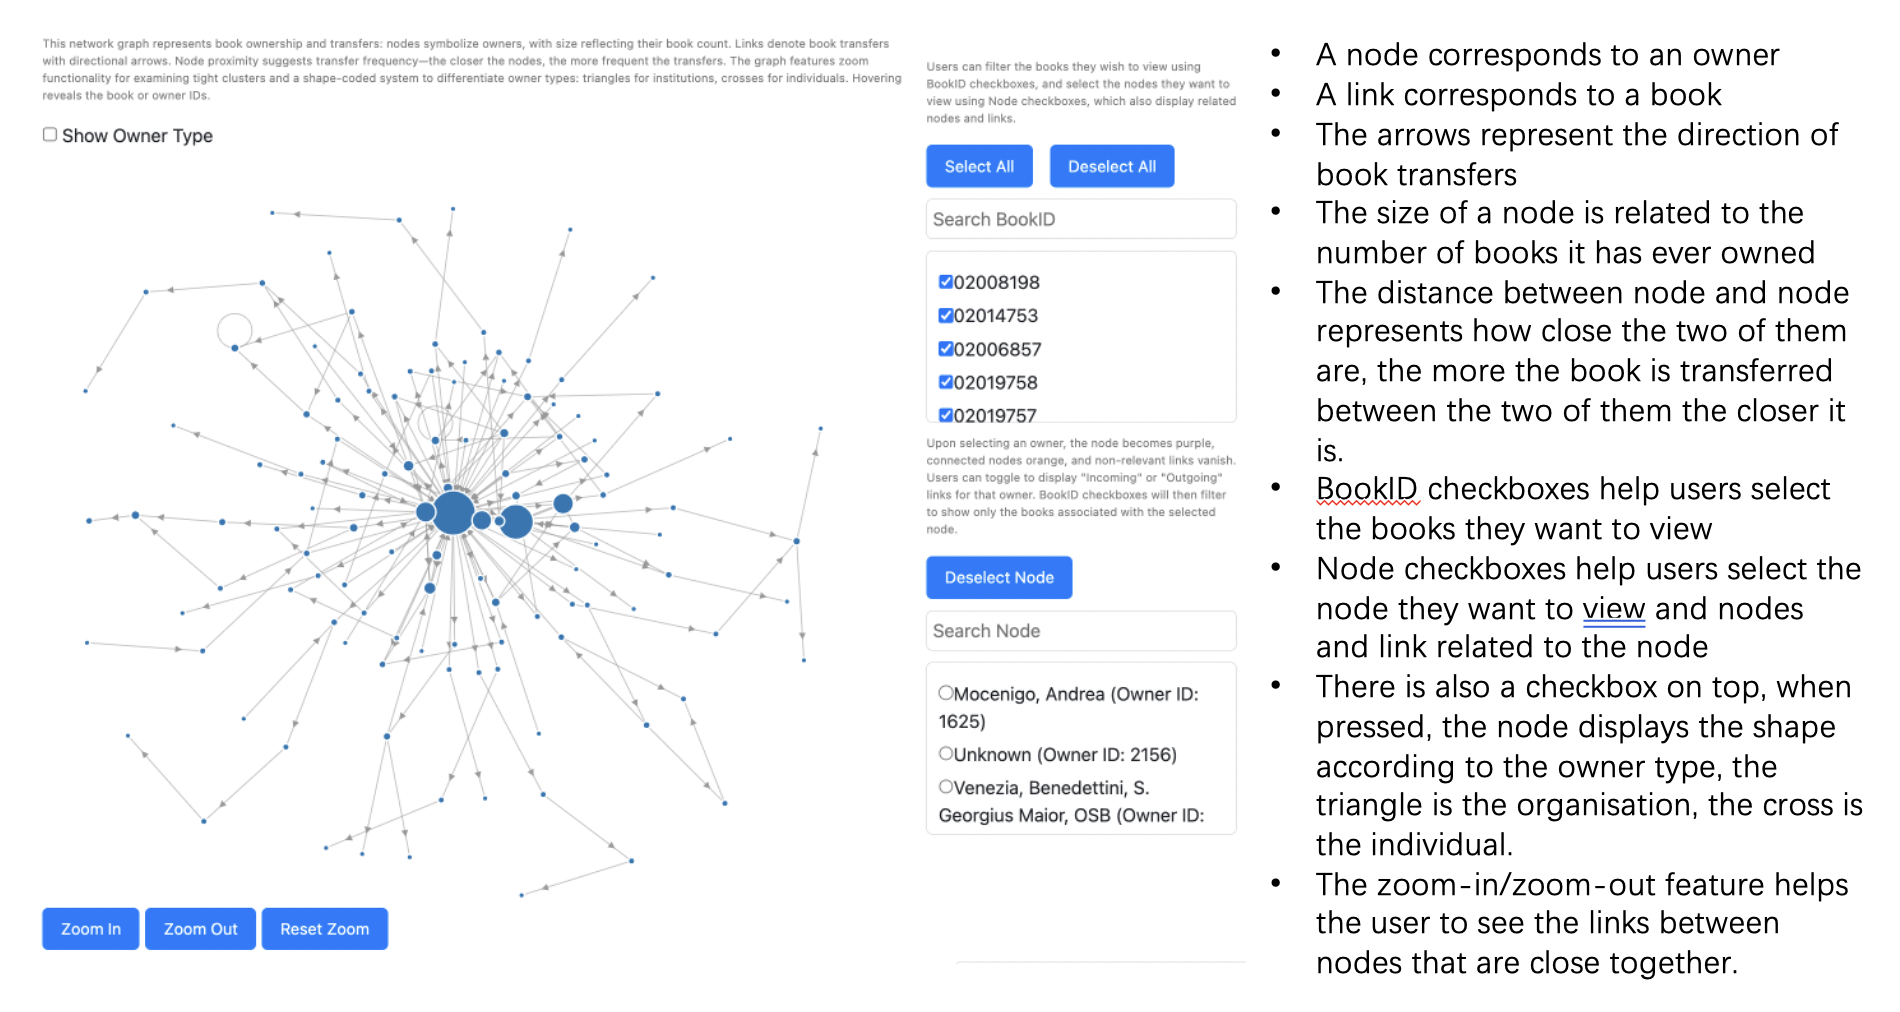 This network graph represents book ownership and transfers: nodes symbolize owners, with size reflecting their book count. Links denote book transfers
with directional arrows. Node proximity suggests transfer frequency—the closer the nodes, the more frequent the transfers. The graph features zoom
functionality for examining tight clusters and a shape-coded system to differentiate owner types: triangles for institutions, crosses for individuals. Hovering
reveals the book or owner IDs.
Show Owner Type
Zoom In
Zoom Out
Reset Zoom
Users can filter the books they wish to view using
BookID checkboxes, and select the nodes they want to
view using Node checkboxes, which also display related
nodes and links.
Select All
Deselect All
Search BookID
02008198
02014753
02006857
02019758
02019757
Upon selecting an owner, the node becomes purple,
connected nodes orange, and non-relevant links vanish.
Users can toggle to display "Incoming" or "Outgoing"
links for that owner. BookID checkboxes will then filter
to show only the books associated with the selected
node.
Deselect Node
Search Node
Mocenigo, Andrea (Owner ID:
1625)
Unknown (Owner ID: 2156)
Venezia, Benedettini, S.
Georgius Maior, OSB (Owner ID:
• A node corresponds to an owner
• A link corresponds to a book
• The arrows represent the direction of
book transfers
• The size of a node is related to the
number of books it has ever owned
• The distance between node and node
represents how close the two of them
are, the more the book is transferred
between the two of them the closer it
is.
• BookID checkboxes help users select
the books they want to view
• Node checkboxes help users select the
node they want to view and nodes
and link related to the node
• There is also a checkbox on top, when
pressed, the node displays the shape
according to the owner type, the
triangle is the organisation, the cross is
the individual.
• The zoom-in/zoom-out feature helps
the user to see the links between
nodes that are close together.